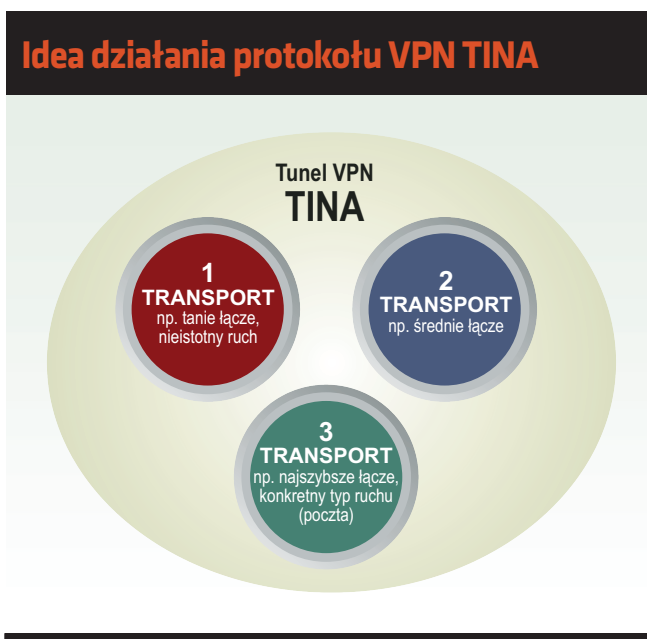 Idea działania protokołu VPN TINA
Tunel VPN
TINA
1
TRANSPORT
np. tanie łącze,
nieistotny ruch
2
TRANSPORT
np. średnie łącze
3
TRANSPORT
np. najszybsze łącze,
konkretny typ ruchu
(poczta)